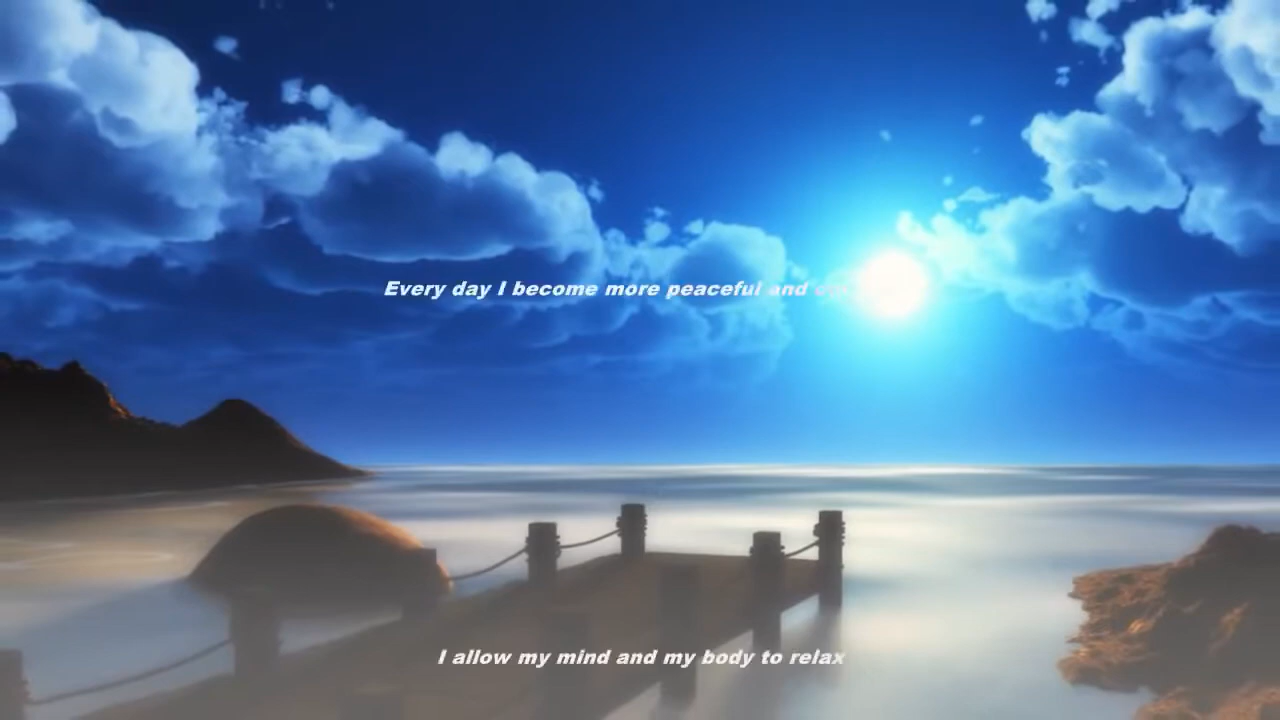 Every day I become more peaceful and
I allow my mind and my body to relax